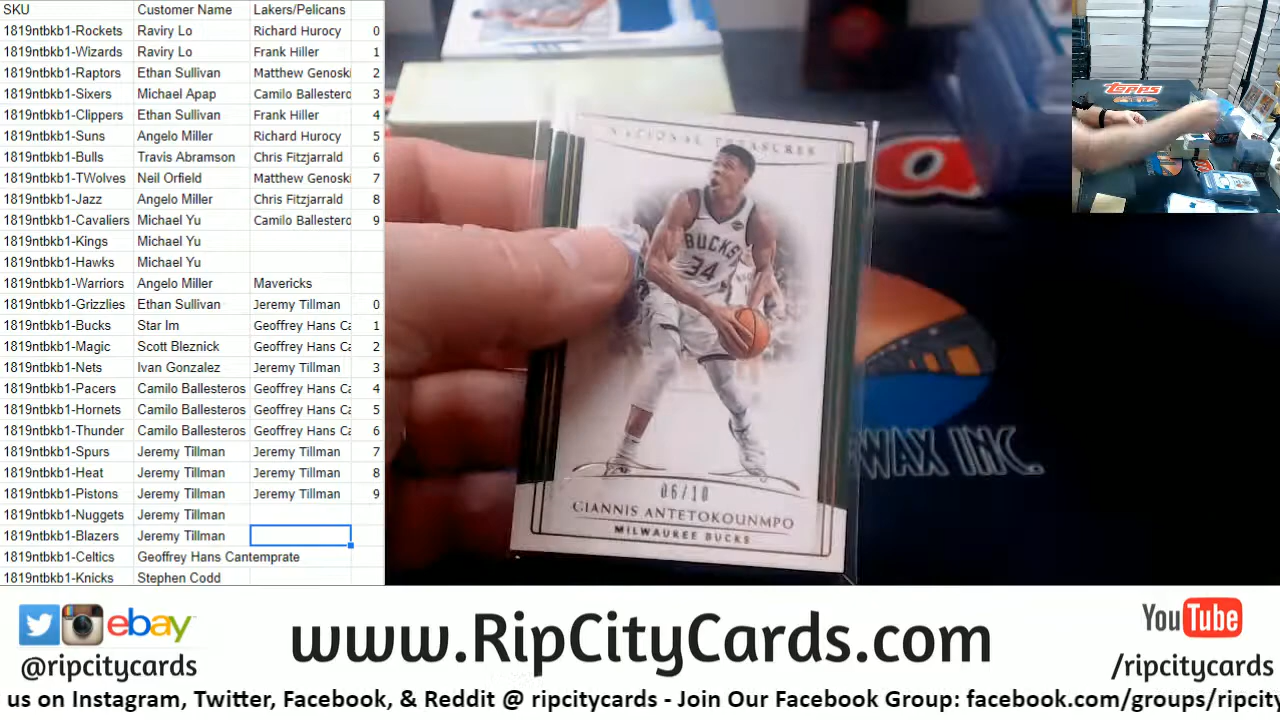 SKU Customer Name Lakers/Pelicans
1819ntbkb1-Rockets Raviry Lo Richard Hurocy 0
1819ntbkb1-Wizards Raviry Lo Frank Hiller 1
1819ntbkb1-Raptors Ethan Sullivan Matthew Genoski 2
1819ntbkb1-Sixers Michael Apap Camilo Ballestero 3
1819ntbkb1-Clippers Ethan Sullivan Frank Hiller 4
1819ntbkb1-Suns Angelo Miller Richard Hurocy 5
1819ntbkb1-Bulls Travis Abramson Chris Fitzjarrald 6
1819ntbkb1-TWolves Neil Orfield Matthew Genoski 7
1819ntbkb1-Jazz Angelo Miller Chris Fitzjarrald 8
1819ntbkb1-Cavaliers Michael Yu Camilo Ballestero 9
1819ntbkb1-Kings Michael Yu
1819ntbkb1-Hawks Michael Yu
1819ntbkb1-Warriors Angelo Miller Mavericks
1819ntbkb1-Grizzlies Ethan Sullivan Jeremy Tillman 0
1819ntbkb1-Bucks Star Im Geoffrey Hans Ca 1
1819ntbkb1-Magic Scott Bleznick Geoffrey Hans Ca 2
1819ntbkb1-Nets Ivan Gonzalez Jeremy Tillman 3
1819ntbkb1-Pacers Camilo Ballesteros Geoffrey Hans Ca 4
1819ntbkb1-Hornets Camilo Ballesteros Geoffrey Hans Ca 5
1819ntbkb1-Thunder Camilo Ballesteros Geoffrey Hans Ca 6
1819ntbkb1-Spurs Jeremy Tillman Jeremy Tillman 7
1819ntbkb1-Heat Jeremy Tillman Jeremy Tillman 8
1819ntbkb1-Pistons Jeremy Tillman Jeremy Tillman 9
1819ntbkb1-Nuggets Jeremy Tillman
1819ntbkb1-Blazers Jeremy Tillman
1819ntbkb1-Celtics Geoffrey Hans Cantemprate
1819ntbkb1-Knicks Stephen Codd
NATIONAL TREASURES
BUCKS
34
06/10
GIANNIS ANTETOKOUNMPO
MILWAUKEE BUCKS
WAX INC.
TOPPS
ebay
@ripcitycards
www.RipCityCards.com
YouTube
/ripcitycards
us on Instagram, Twitter, Facebook, & Reddit @ ripcitycards - Join Our Facebook Group: facebook.com/groups/ripcity